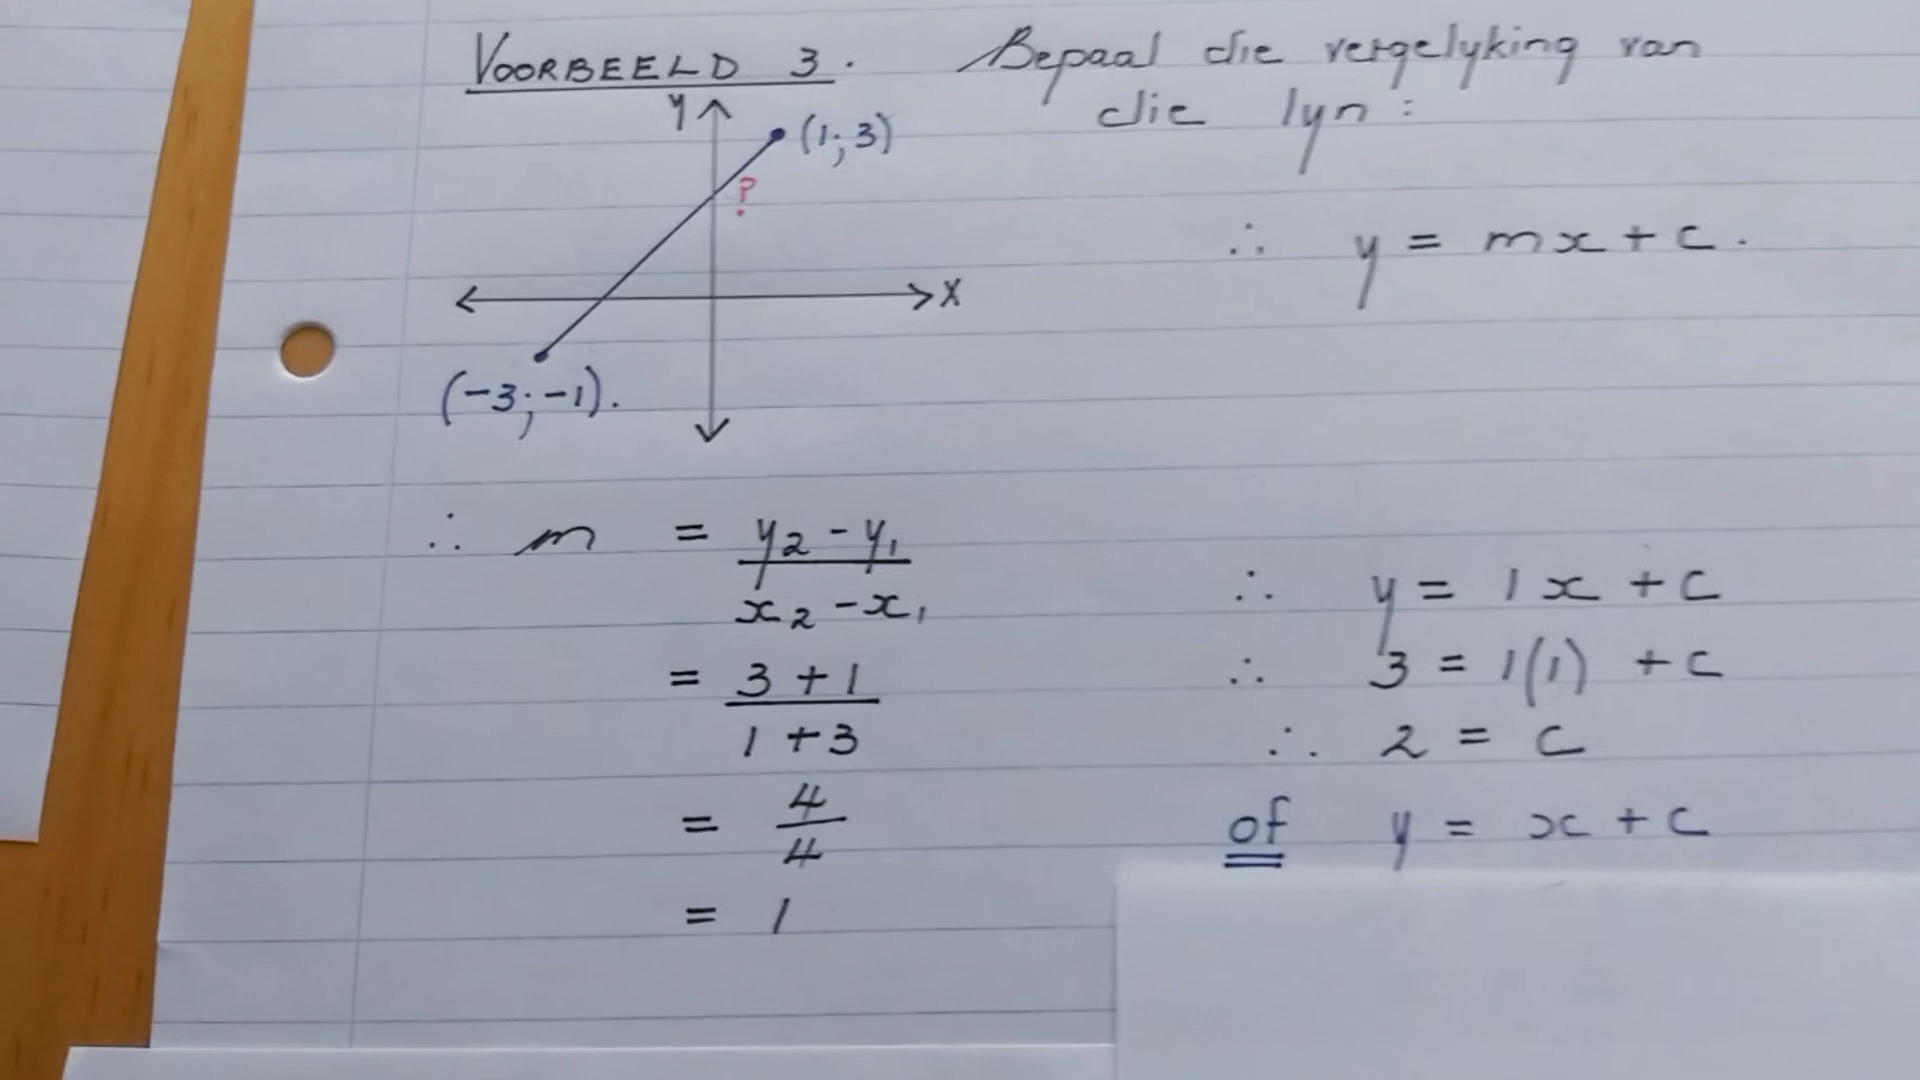 VOORBEELD 3. Bepaal die vergelyking van
die lyn:
Y
(1; 3)
?
∴ y = mx + c.
X
(-3; -1).
∴ m = y₂ - y₁
x₂ - x₁
= 3 + 1
1 + 3
= 4
4
= 1
∴ y = 1x + c
∴ 3 = 1(1) + c
∴ 2 = c
of y = x + c